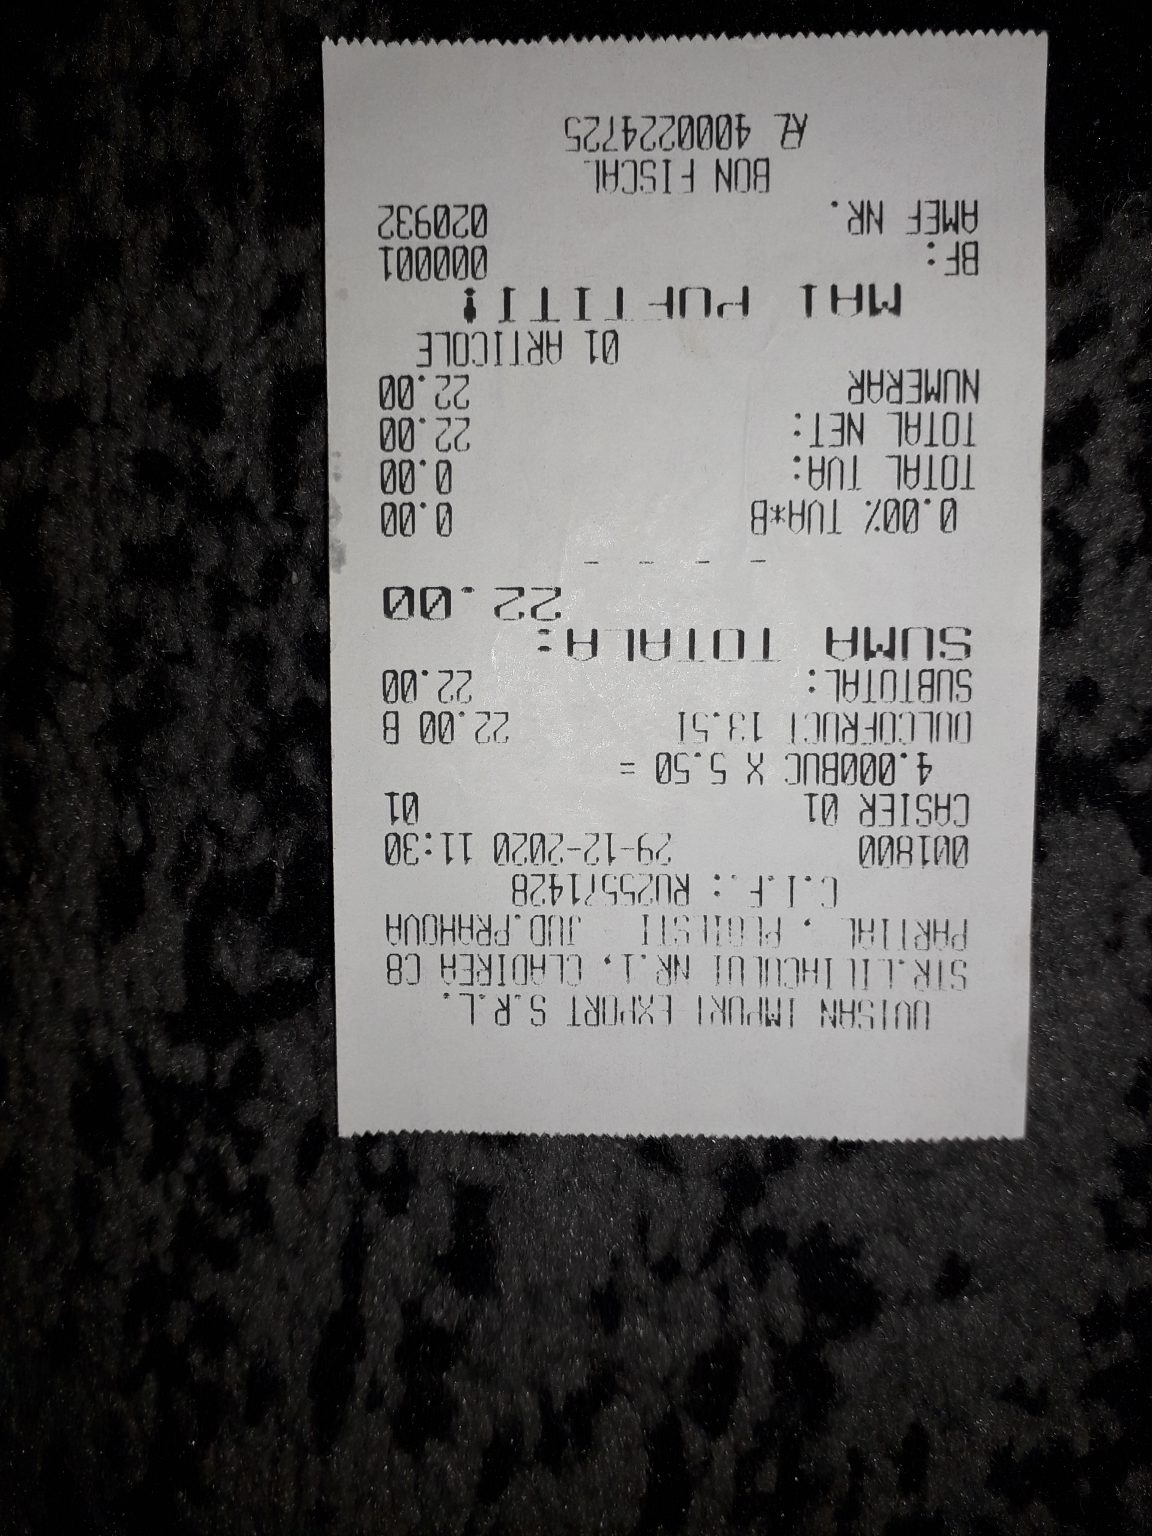 UVISAN IMPORT EXPORT S.R.L.
STR.LILIACULUI NR.1, CLADIREA C8
PARTIAL , PLOIESTI JUD.PRAHOVA
C.I.F.: RO25571428
001800 29-12-2020 11:30
CASIER 01 01
4.000BUC X 5.50 =
DULCOFRUCT 13.5I 22.00 B
SUBTOTAL: 22.00
SUMA TOTALA:
22.00
- - - -
0.00% TVA*B 0.00
TOTAL TVA: 0.00
TOTAL NET: 22.00
NUMERAR 22.00
01 ARTICOLE
MAI POFTITI!
BF: 000001
AMEF NR. 020932
BON FISCAL
4000224725